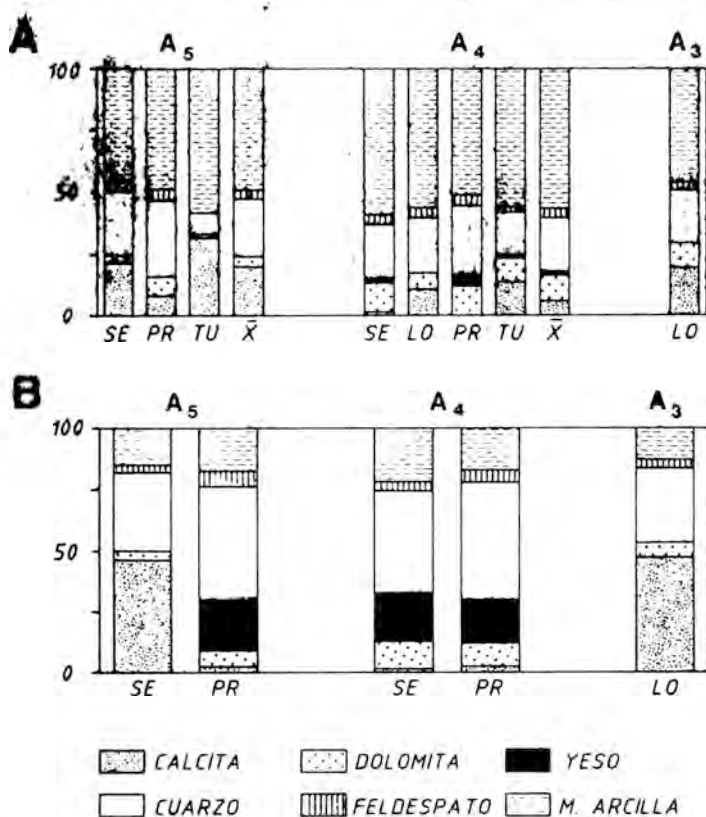 A
A5 A4 A3
100
50
0
SE PR TU X̄ SE LO PR TU X̄ LO
B
A5 A4 A3
100
50
0
SE PR SE PR LO
CALCITA DOLOMITA YESO
CUARZO FELDESPATO M. ARCILLA